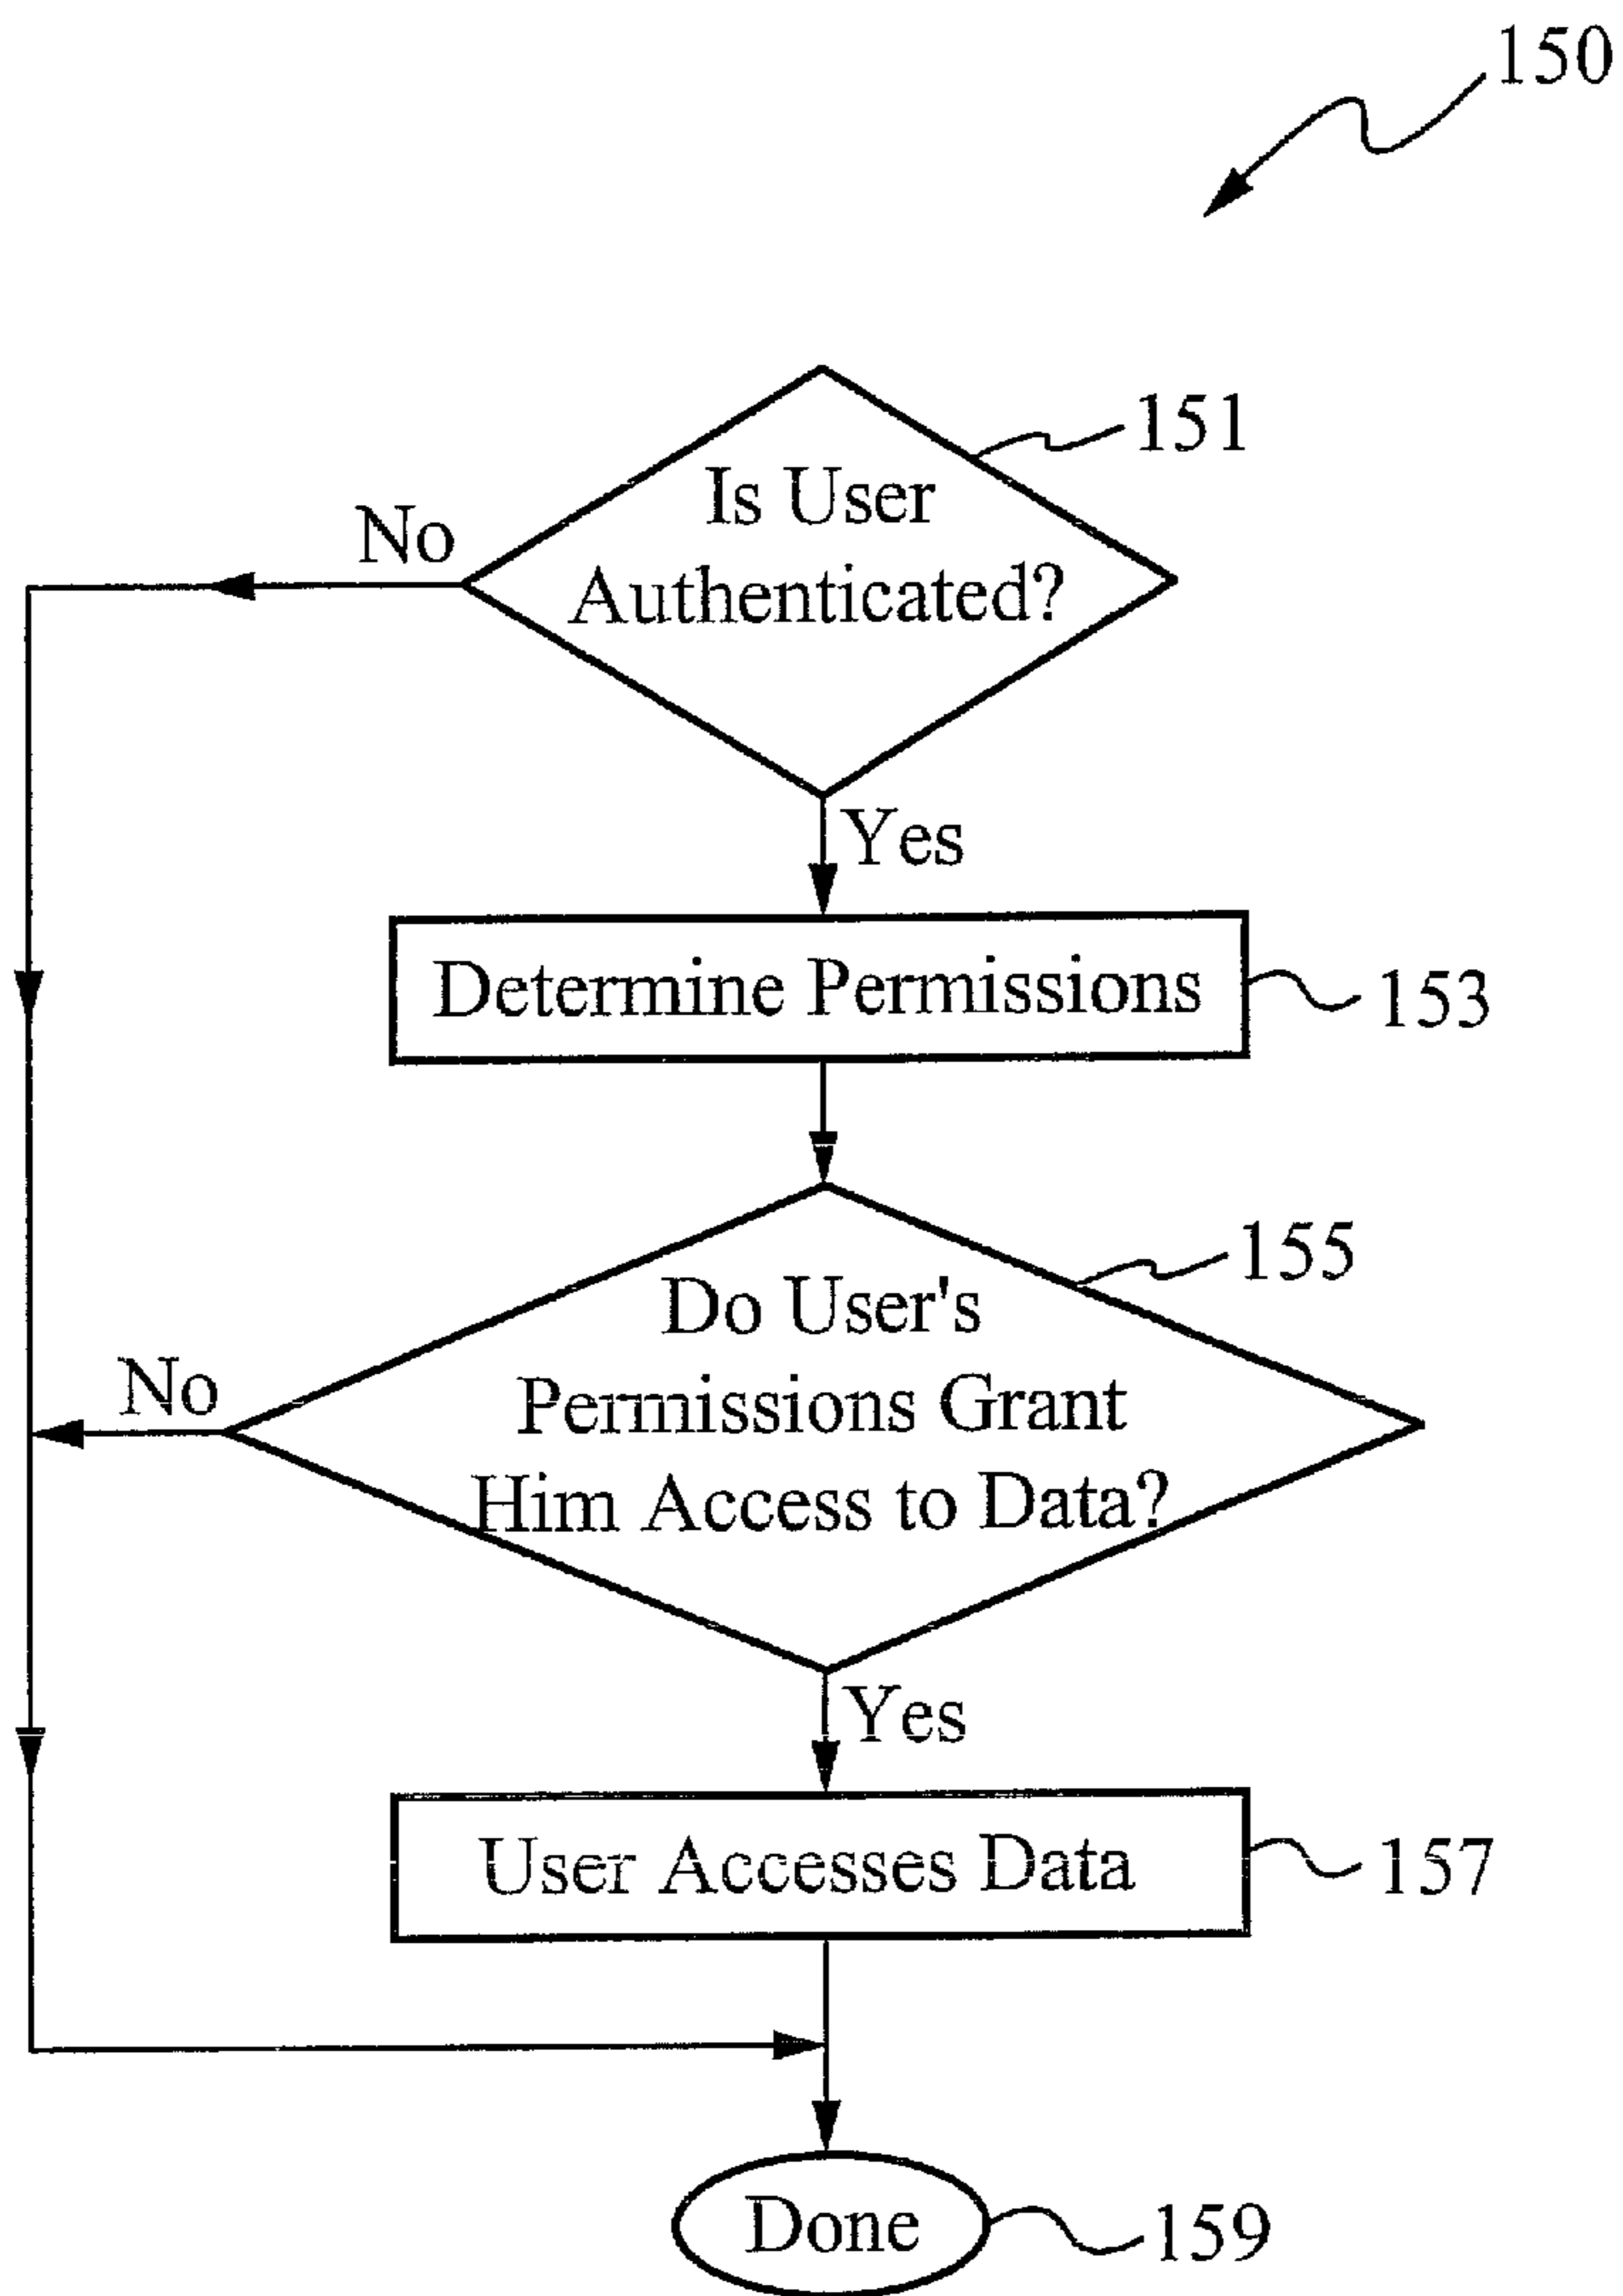 150
151
Is User
Authenticated?
No
Yes
Determine Permissions
153
155
Do User's
Permissions Grant
Him Access to Data?
No
Yes
User Accesses Data
157
Done
159